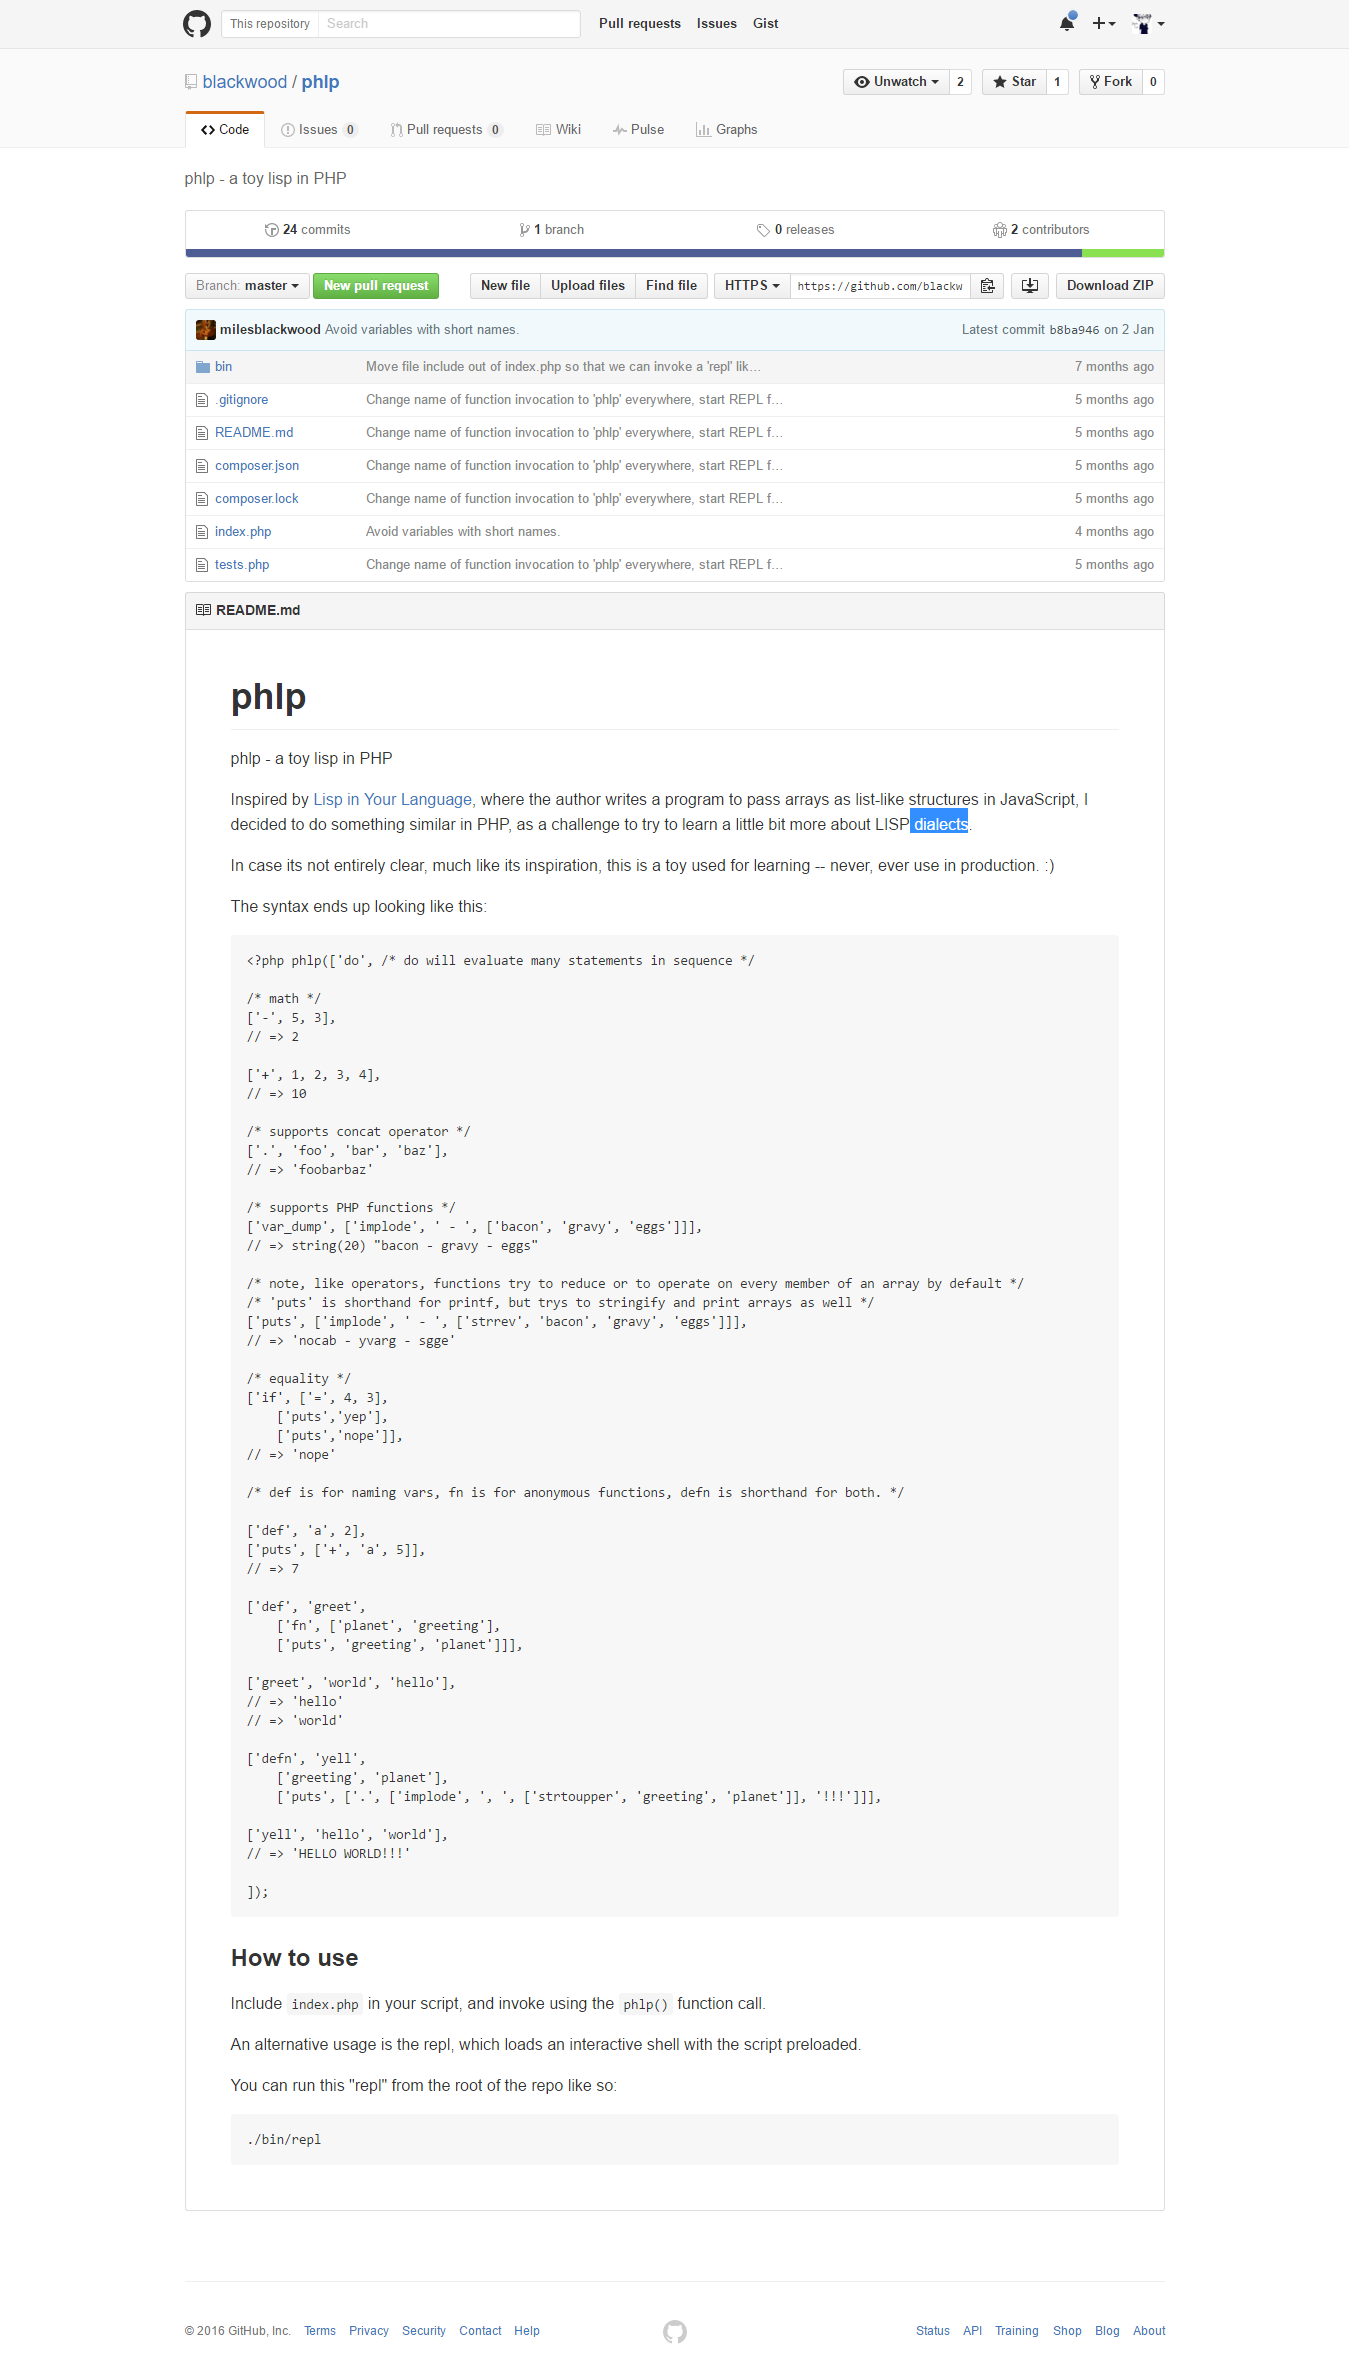 This repository Search Pull requests Issues Gist
blackwood / phlp Unwatch 2 Star 1 Fork 0
Code Issues 0 Pull requests 0 Wiki Pulse Graphs
phlp - a toy lisp in PHP
24 commits 1 branch 0 releases 2 contributors
Branch: master New pull request New file Upload files Find file HTTPS https://github.com/blackw Download ZIP
milesblackwood Avoid variables with short names. Latest commit b8ba946 on 2 Jan
bin Move file include out of index.php so that we can invoke a 'repl' lik… 7 months ago
.gitignore Change name of function invocation to 'phlp' everywhere, start REPL f… 5 months ago
README.md Change name of function invocation to 'phlp' everywhere, start REPL f… 5 months ago
composer.json Change name of function invocation to 'phlp' everywhere, start REPL f… 5 months ago
composer.lock Change name of function invocation to 'phlp' everywhere, start REPL f… 5 months ago
index.php Avoid variables with short names. 4 months ago
tests.php Change name of function invocation to 'phlp' everywhere, start REPL f… 5 months ago
README.md
phlp
phlp - a toy lisp in PHP
Inspired by Lisp in Your Language, where the author writes a program to pass arrays as list-like structures in JavaScript, I
decided to do something similar in PHP, as a challenge to try to learn a little bit more about LISP dialects.
In case its not entirely clear, much like its inspiration, this is a toy used for learning -- never, ever use in production. :)
The syntax ends up looking like this:
<?php phlp(['do', /* do will evaluate many statements in sequence */
/* math */
['-', 5, 3],
// => 2
['+', 1, 2, 3, 4],
// => 10
/* supports concat operator */
['.', 'foo', 'bar', 'baz'],
// => 'foobarbaz'
/* supports PHP functions */
['var_dump', ['implode', ' - ', ['bacon', 'gravy', 'eggs']]],
// => string(20) "bacon - gravy - eggs"
/* note, like operators, functions try to reduce or to operate on every member of an array by default */
/* 'puts' is shorthand for printf, but trys to stringify and print arrays as well */
['puts', ['implode', ' - ', ['strrev', 'bacon', 'gravy', 'eggs']]],
// => 'nocab - yvarg - sgge'
/* equality */
['if', ['=', 4, 3],
    ['puts','yep'],
    ['puts','nope']],
// => 'nope'
/* def is for naming vars, fn is for anonymous functions, defn is shorthand for both. */
['def', 'a', 2],
['puts', ['+', 'a', 5]],
// => 7
['def', 'greet',
    ['fn', ['planet', 'greeting'],
    ['puts', 'greeting', 'planet']]],
['greet', 'world', 'hello'],
// => 'hello'
// => 'world'
['defn', 'yell',
    ['greeting', 'planet'],
    ['puts', ['.', ['implode', ', ', ['strtoupper', 'greeting', 'planet']], '!!!']]],
['yell', 'hello', 'world'],
// => 'HELLO WORLD!!!'
]);
How to use
Include index.php in your script, and invoke using the phlp() function call.
An alternative usage is the repl, which loads an interactive shell with the script preloaded.
You can run this "repl" from the root of the repo like so:
./bin/repl
© 2016 GitHub, Inc. Terms Privacy Security Contact Help Status API Training Shop Blog About